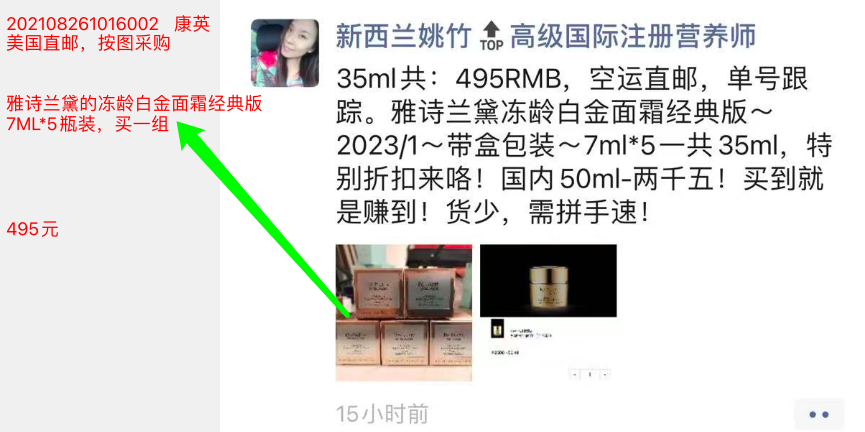 202108261016002 康英
美国直邮，按图采购
雅诗兰黛的冻龄白金面霜经典版
7ML*5瓶装，买一组
495元
新西兰姚竹TOP高级国际注册营养师
35ml共：495RMB，空运直邮，单号跟
踪。雅诗兰黛冻龄白金面霜经典版～
2023/1～带盒包装～7ml*5一共35ml，特
别折扣来咯！国内50ml-两千五！买到就
是赚到！货少，需拼手速！
15小时前